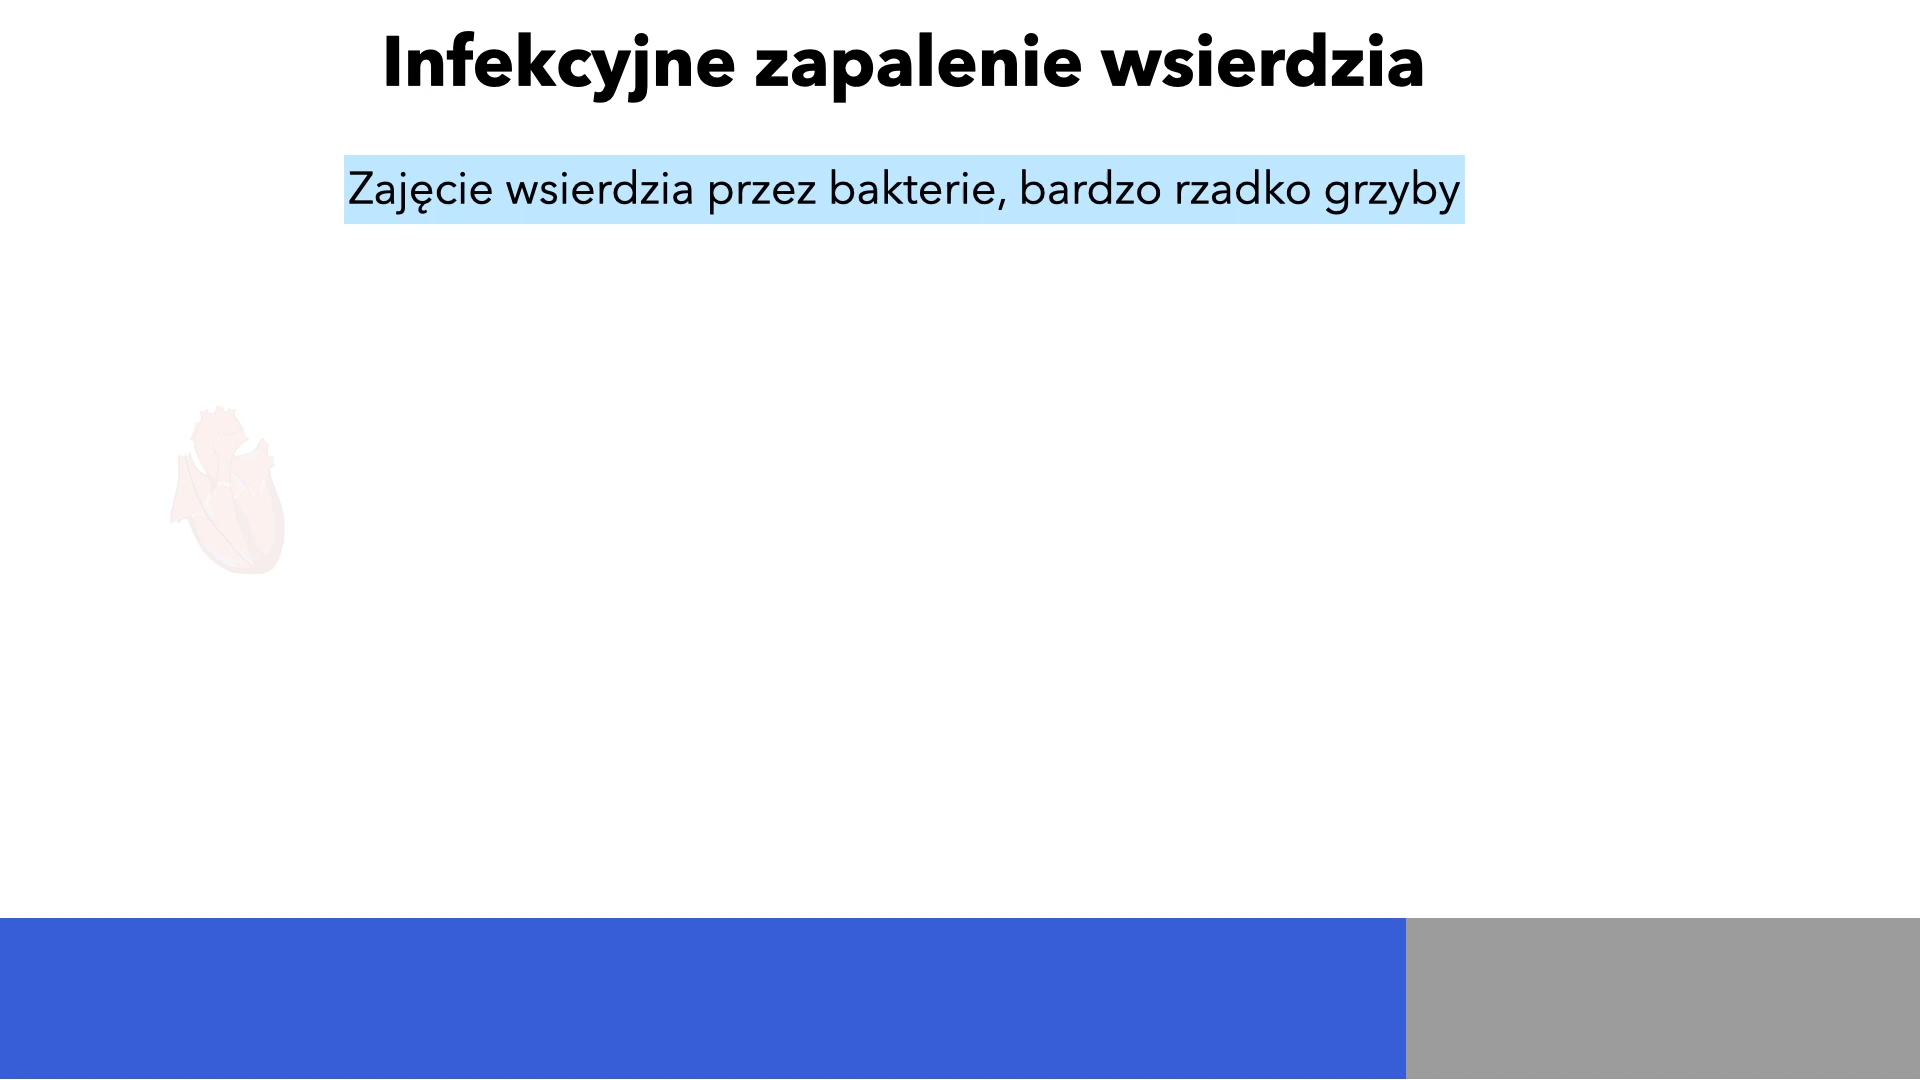 Infekcyjne zapalenie wsierdzia
Zajęcie wsierdzia przez bakterie, bardzo rzadko grzyby